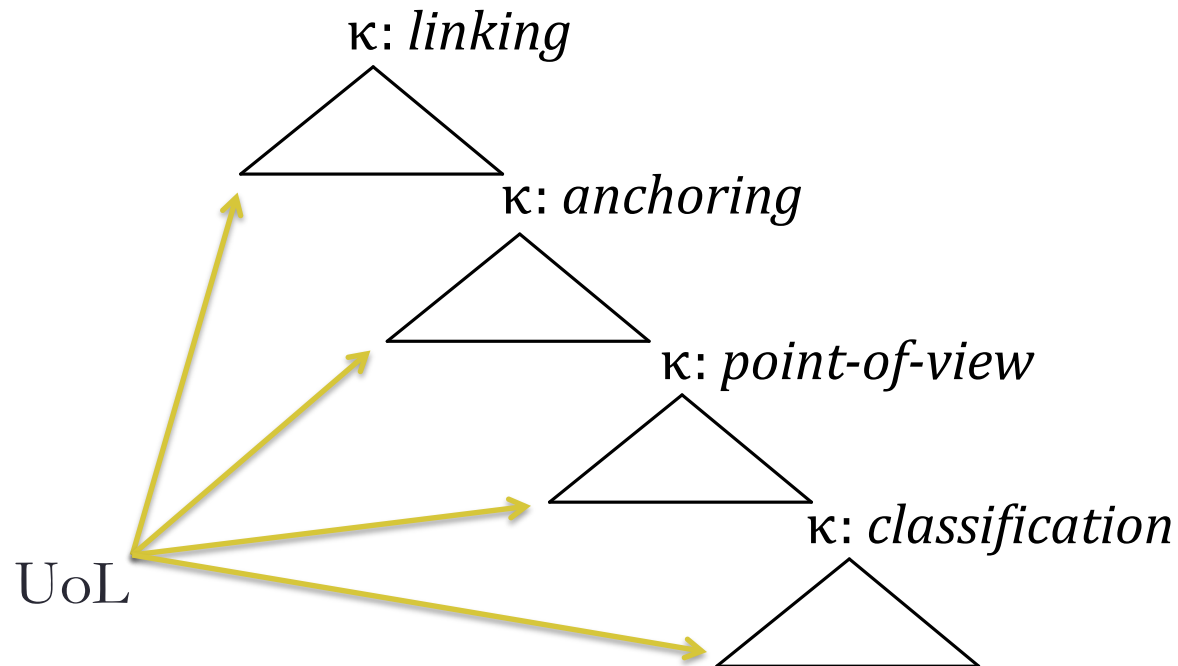 κ: linking
κ: anchoring
κ: point-of-view
κ: classification
UoL